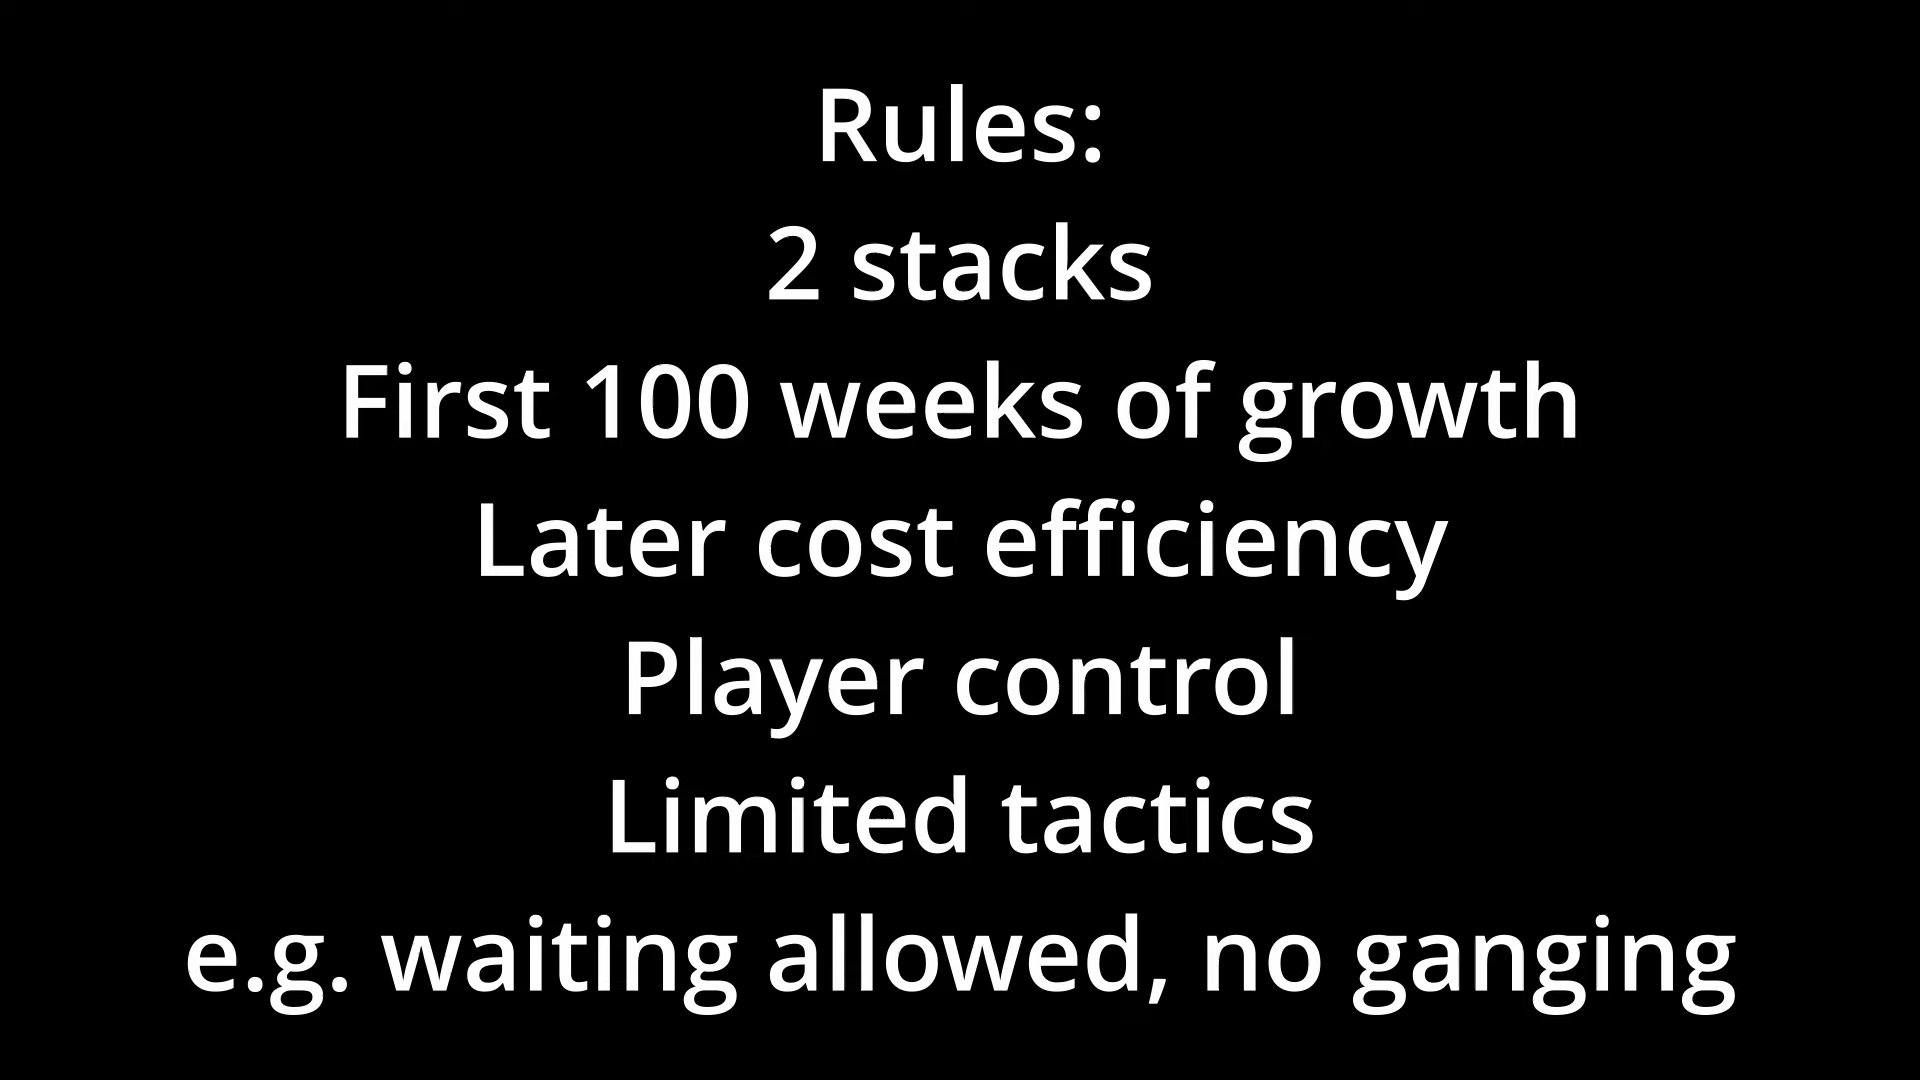 Rules:
2 stacks
First 100 weeks of growth
Later cost efficiency
Player control
Limited tactics
e.g. waiting allowed, no ganging